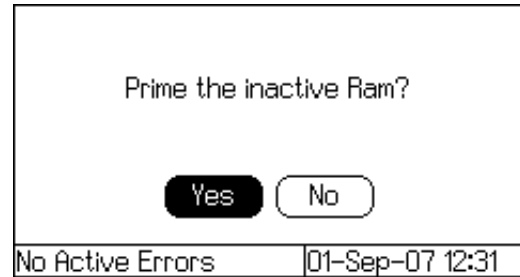 Prime the inactive Ram?
Yes No
No Active Errors 01-Sep-07 12:31